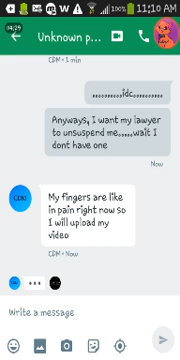 100% 11:10 AM
Unknown p...
CDM • 1 min
,,,,,,,,,,,idc,,,,,,,,,,,
Anyways, I want my lawyer
to unsuspend me,,,,,wait I
dont have one
Now
CDM
My fingers are like
in pain right now so
I will upload my
video
CDM • Now
Write a message